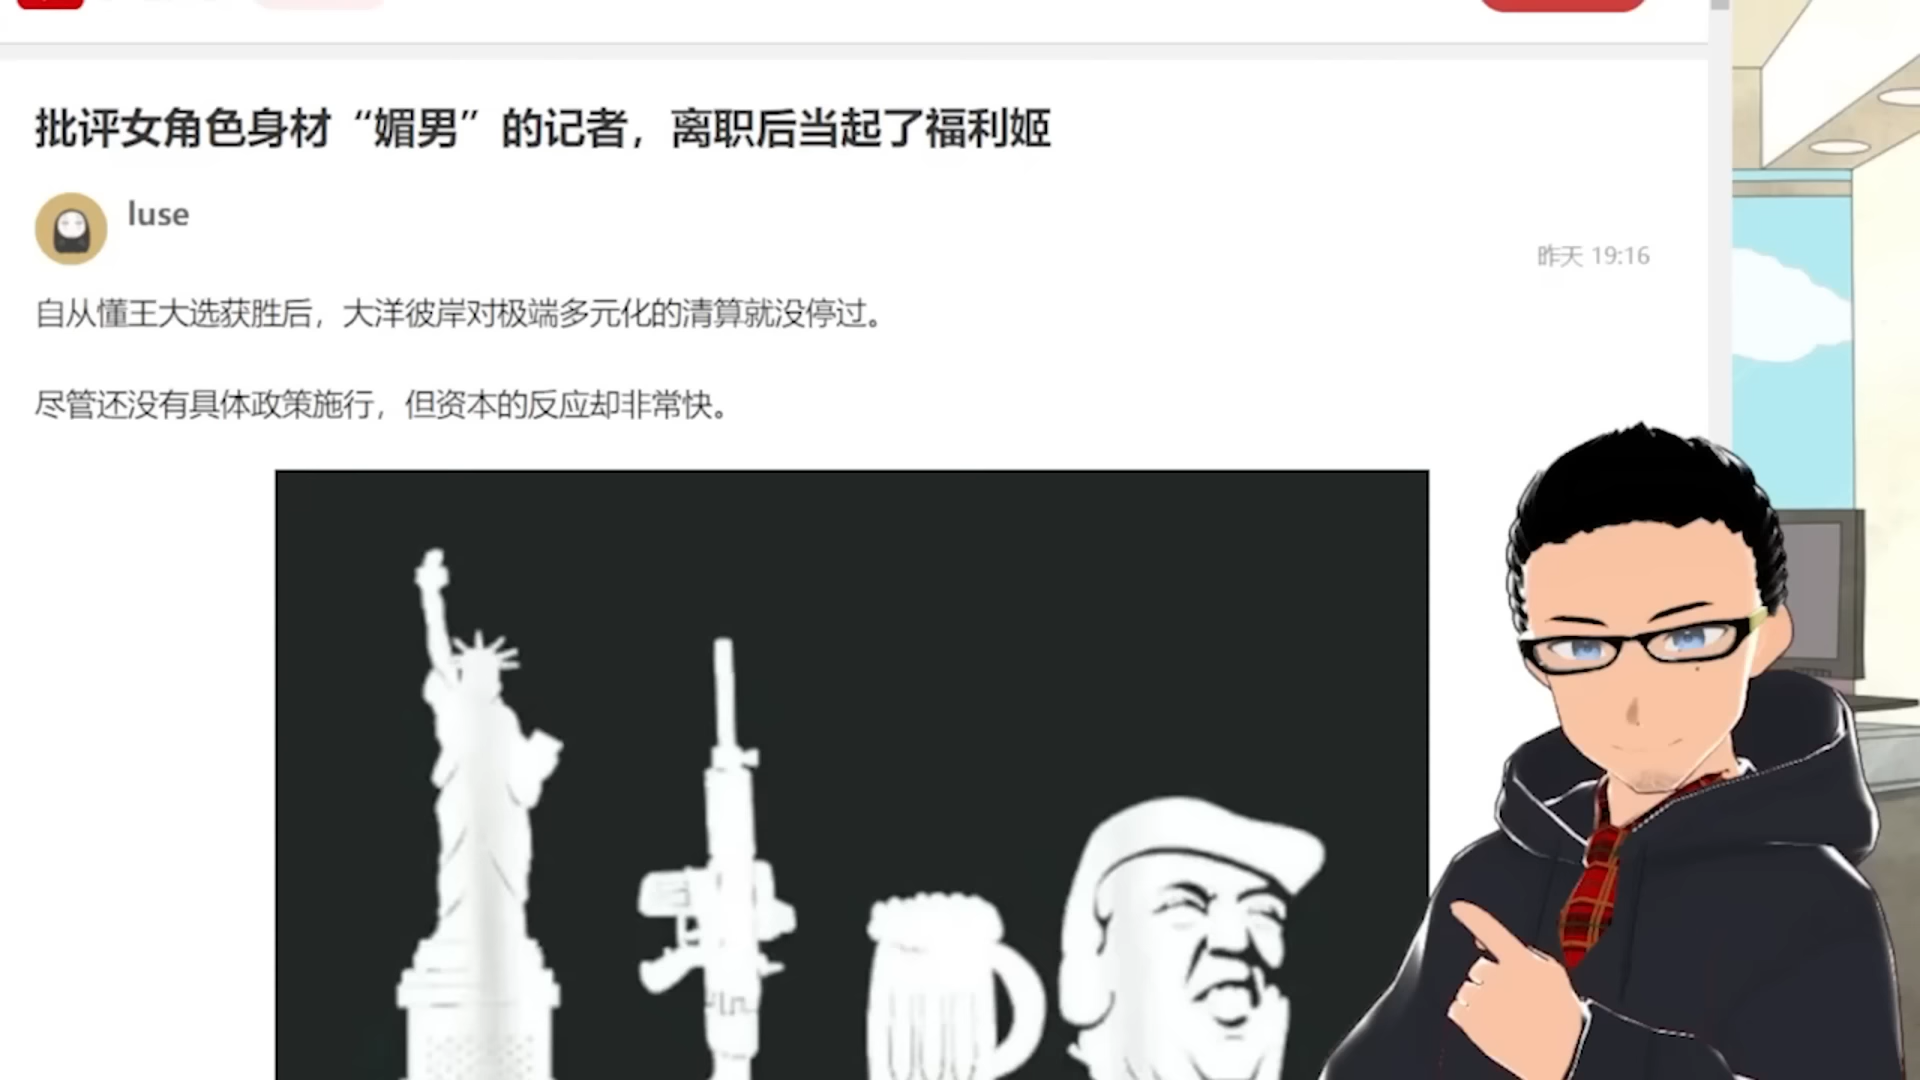 批评女角色身材“媚男”的记者，离职后当起了福利姬
luse
昨天 19:16
自从懂王大选获胜后，大洋彼岸对极端多元化的清算就没停过。
尽管还没有具体政策施行，但资本的反应却非常快。